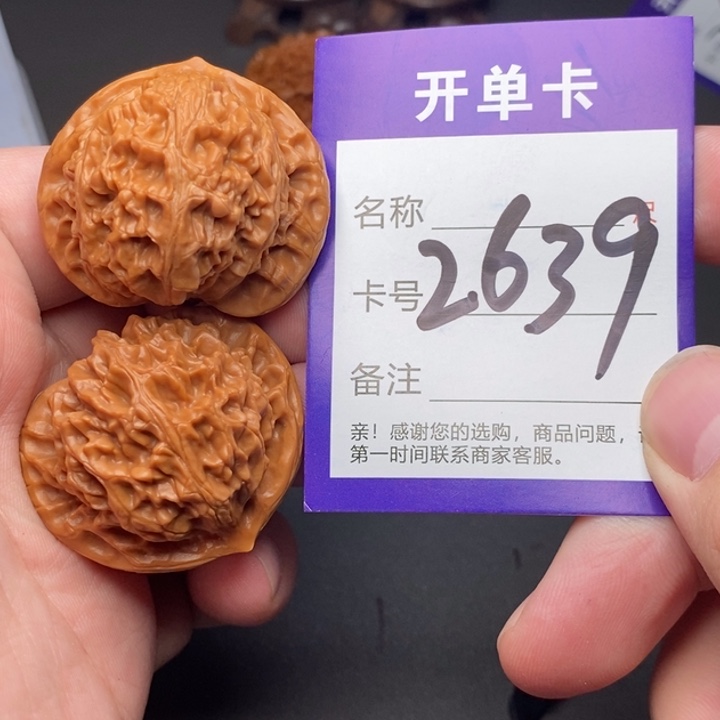 开单卡
名称
卡号2639
备注
亲！感谢您的选购，商品问题，
第一时间联系商家客服。